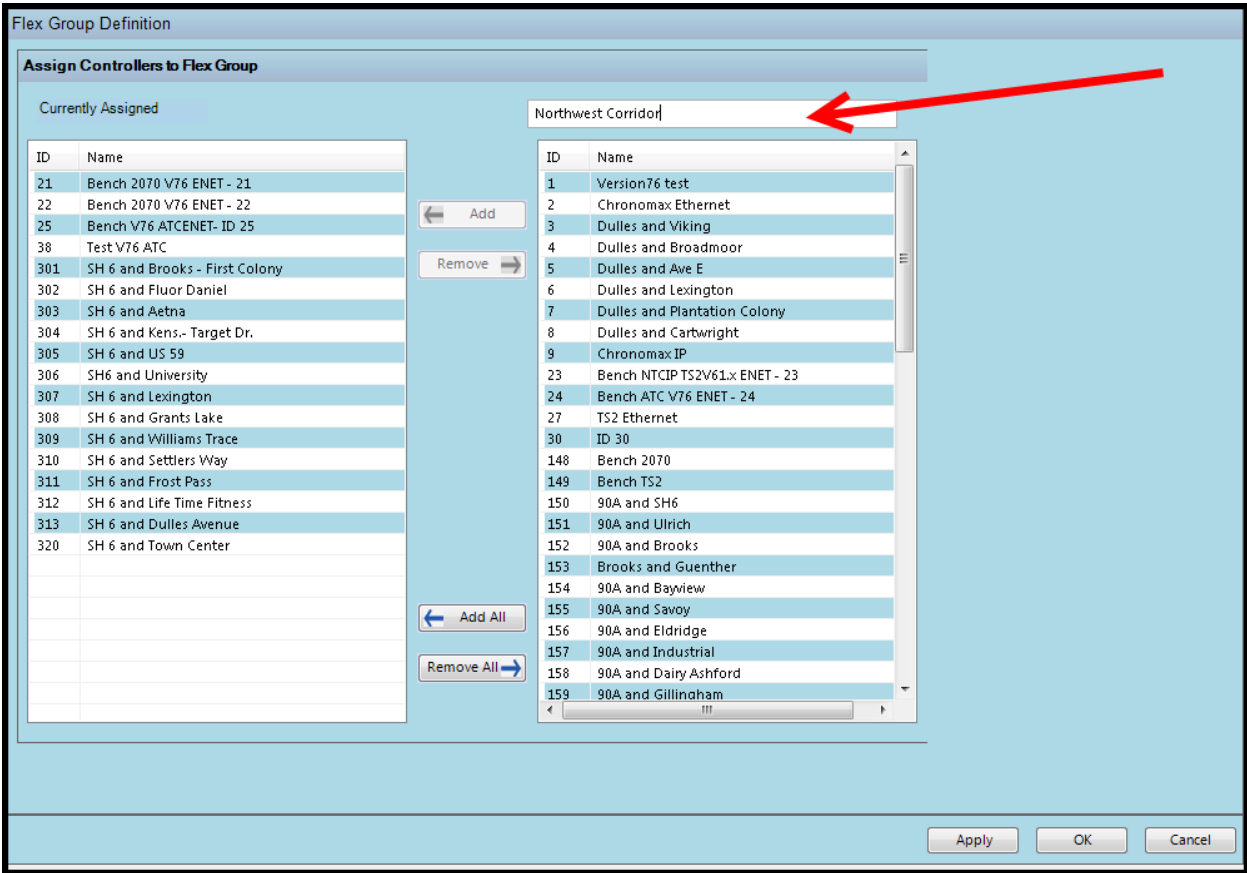 Flex Group Definition
Assign Controllers to Flex Group
Currently Assigned
Northwest Corridor
ID Name
21 Bench 2070 V76 ENET - 21
22 Bench 2070 V76 ENET - 22
25 Bench V76 ATCENET- ID 25
38 Test V76 ATC
301 SH 6 and Brooks - First Colony
302 SH 6 and Fluor Daniel
303 SH 6 and Aetna
304 SH 6 and Kens.- Target Dr.
305 SH 6 and US 59
306 SH6 and University
307 SH 6 and Lexington
308 SH 6 and Grants Lake
309 SH 6 and Williams Trace
310 SH 6 and Settlers Way
311 SH 6 and Frost Pass
312 SH 6 and Life Time Fitness
313 SH 6 and Dulles Avenue
320 SH 6 and Town Center
Add
Remove
Add All
Remove All
ID Name
1 Version76 test
2 Chronomax Ethernet
3 Dulles and Viking
4 Dulles and Broadmoor
5 Dulles and Ave E
6 Dulles and Lexington
7 Dulles and Plantation Colony
8 Dulles and Cartwright
9 Chronomax IP
23 Bench NTCIP TS2V61.x ENET - 23
24 Bench ATC V76 ENET - 24
27 TS2 Ethernet
30 ID 30
148 Bench 2070
149 Bench TS2
150 90A and SH6
151 90A and Ulrich
152 90A and Brooks
153 Brooks and Guenther
154 90A and Bayview
155 90A and Savoy
156 90A and Eldridge
157 90A and Industrial
158 90A and Dairy Ashford
159 90A and Gillingham
Apply OK Cancel